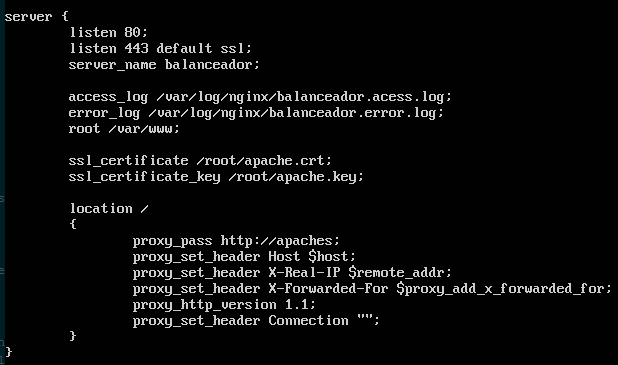 server {
        listen 80;
        listen 443 default ssl;
        server_name balanceador;

        access_log /var/log/nginx/balanceador.acess.log;
        error_log /var/log/nginx/balanceador.error.log;
        root /var/www;

        ssl_certificate /root/apache.crt;
        ssl_certificate_key /root/apache.key;

        location /
        {
                proxy_pass http://apaches;
                proxy_set_header Host $host;
                proxy_set_header X-Real-IP $remote_addr;
                proxy_set_header X-Forwarded-For $proxy_add_x_forwarded_for;
                proxy_http_version 1.1;
                proxy_set_header Connection "";
        }
}